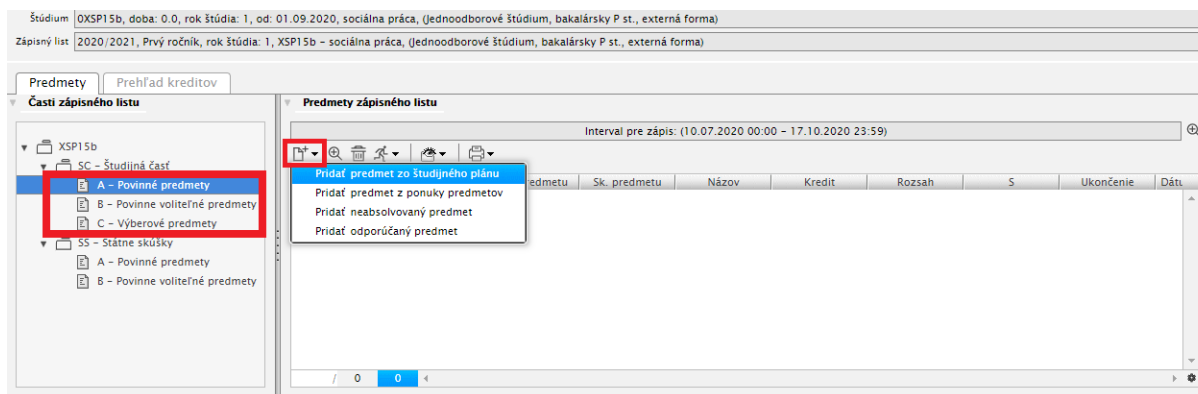 Štúdium 0XSP15b, doba: 0.0, rok štúdia: 1, od: 01.09.2020, sociálna práca, (Jednoodborové štúdium, bakalársky P st., externá forma)
Zápisný list 2020/2021, Prvý ročník, rok štúdia: 1, XSP15b – sociálna práca, (Jednoodborové štúdium, bakalársky P st., externá forma)
Predmety Prehľad kreditov
Časti zápisného listu
XSP15b
SC – Študijná časť
A – Povinné predmety
B – Povinne voliteľné predmety
C – Výberové predmety
SS – Státne skúšky
A – Povinné predmety
B – Povinne voliteľné predmety
Predmety zápisného listu
Interval pre zápis: (10.07.2020 00:00 – 17.10.2020 23:59)
Pridať predmet zo študijného plánu
Pridať predmet z ponuky predmetov
Pridať neabsolvovaný predmet
Pridať odporúčaný predmet
edmetu Sk. predmetu Názov Kredit Rozsah S Ukončenie Dátu
/ 0 0